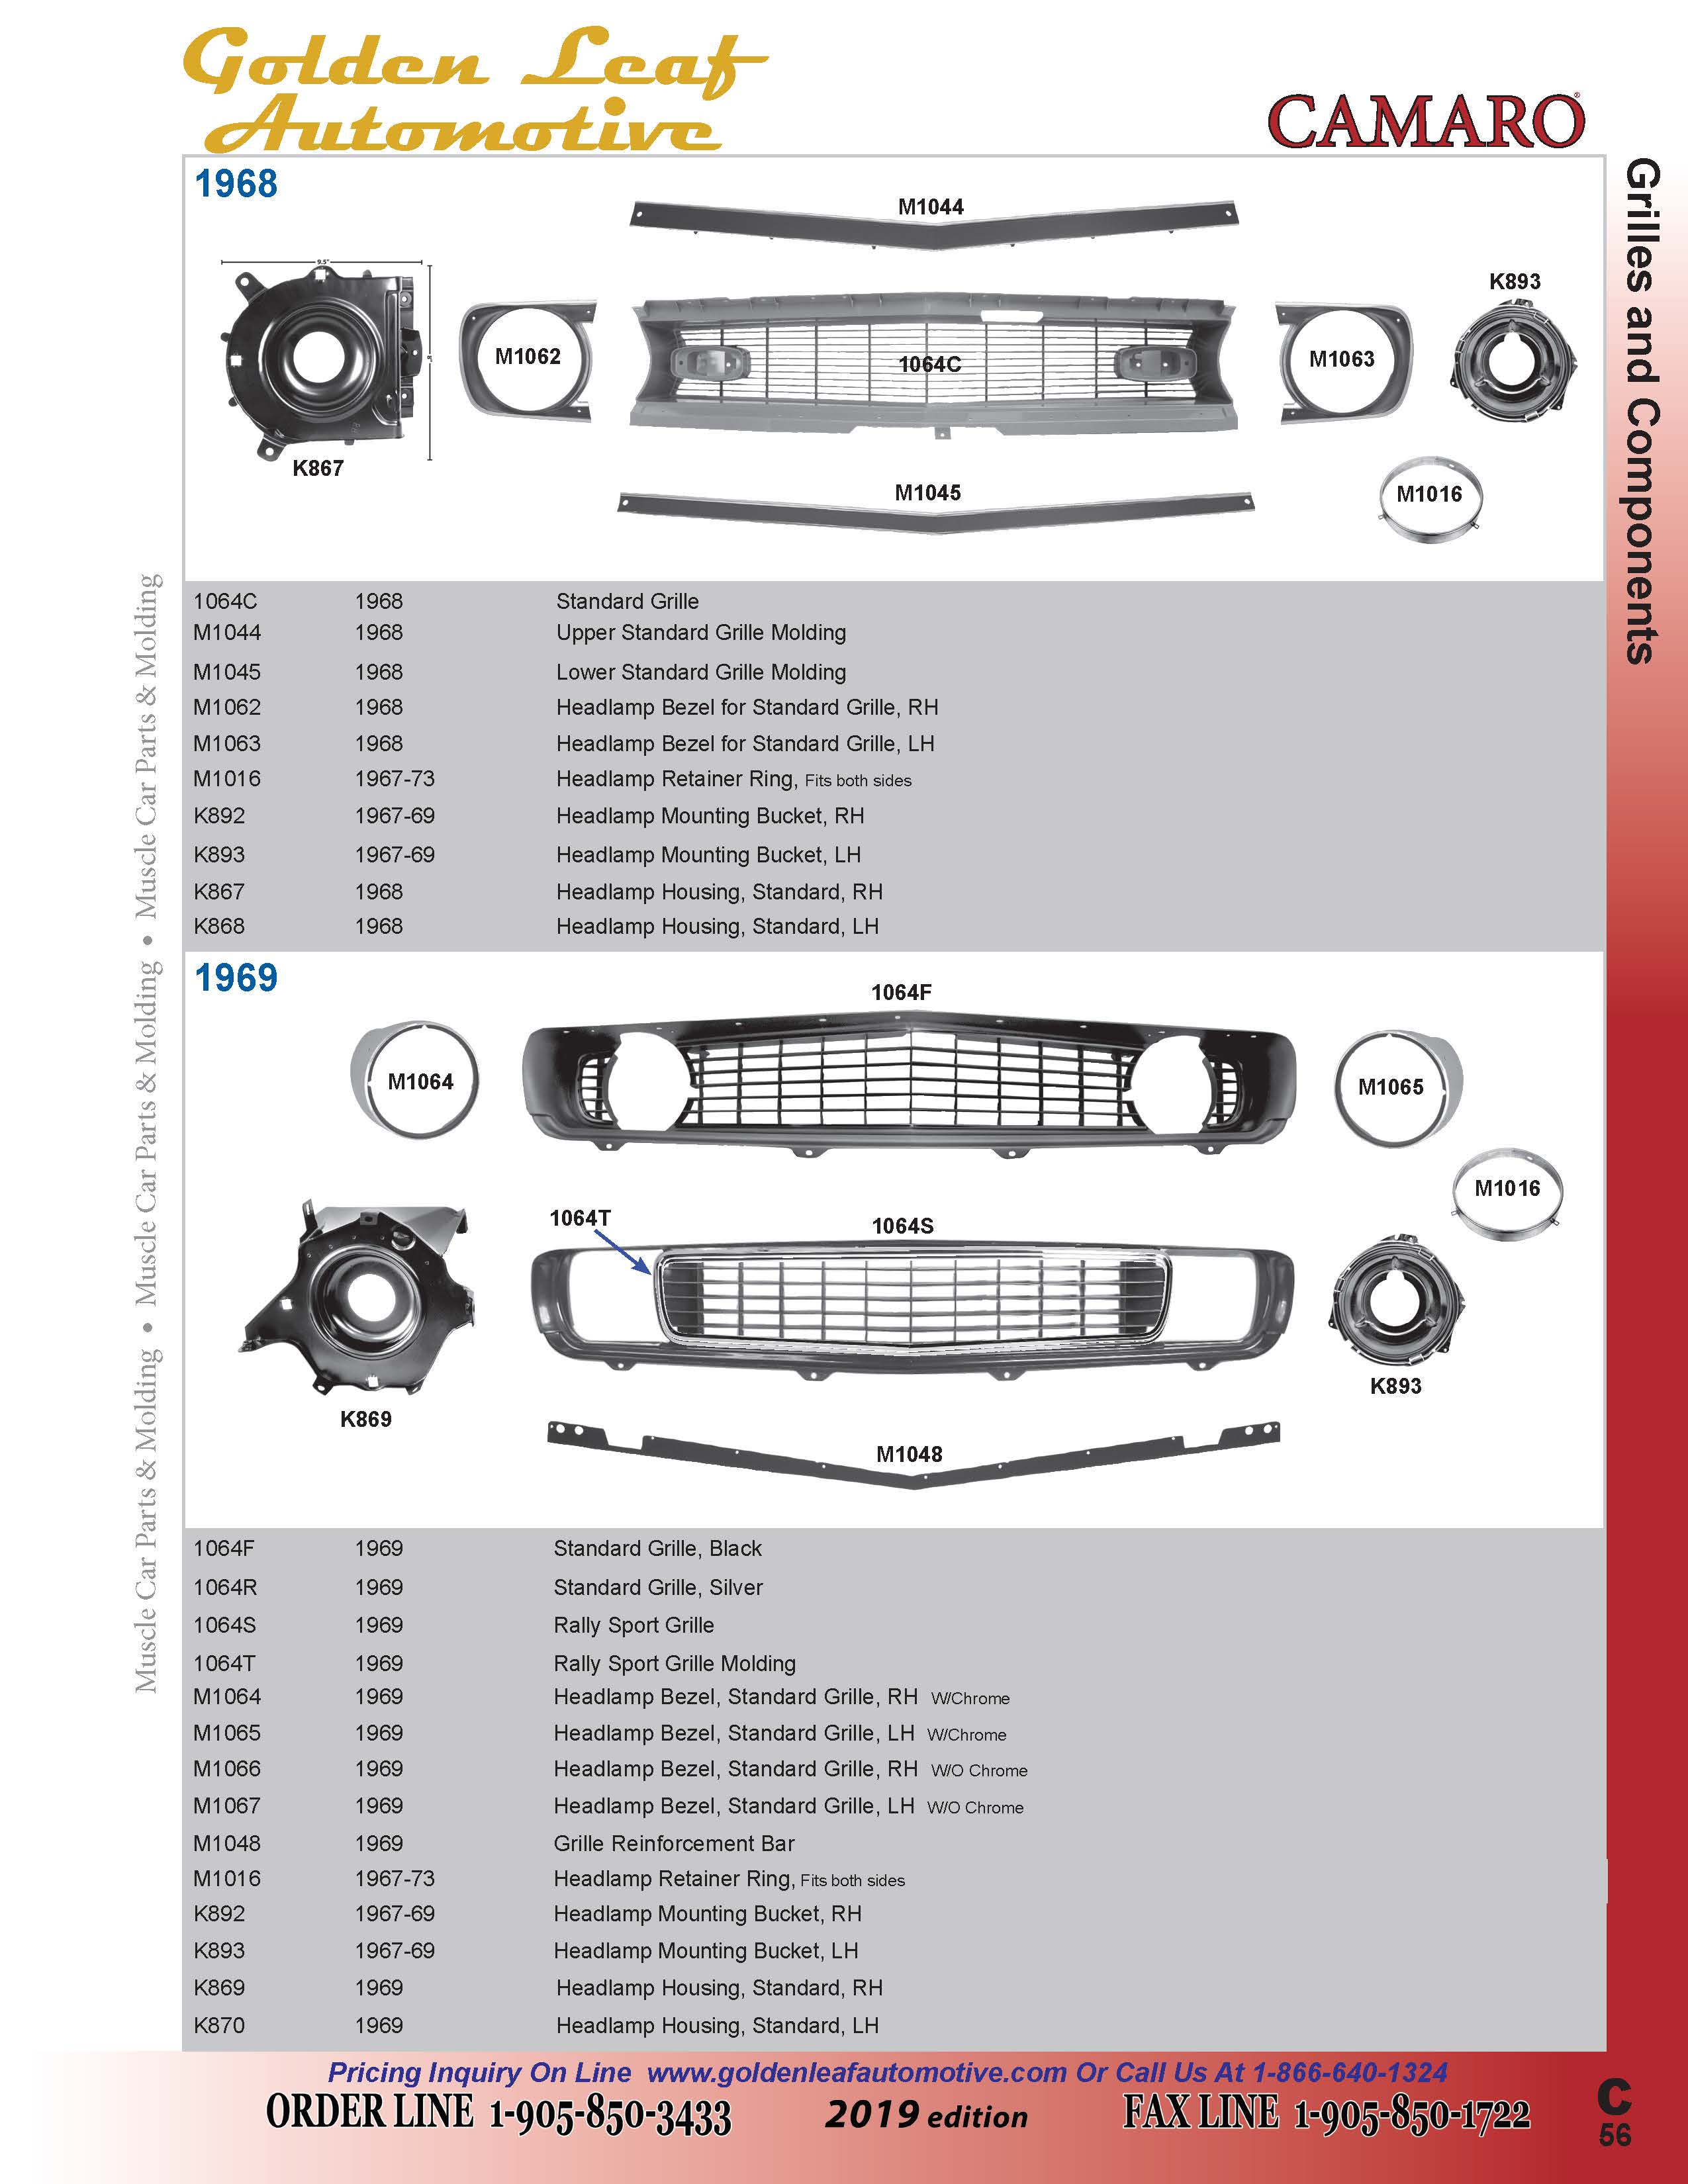 Golden Leaf
Automotive
CAMARO®
Grilles and Components
Muscle Car Parts & Molding • Muscle Car Parts & Molding • Muscle Car Parts & Molding
1968
M1044
9.5"
K893
M1062
1064C
M1063
K867
M1045
M1016
1064C 1968 Standard Grille
M1044 1968 Upper Standard Grille Molding
M1045 1968 Lower Standard Grille Molding
M1062 1968 Headlamp Bezel for Standard Grille, RH
M1063 1968 Headlamp Bezel for Standard Grille, LH
M1016 1967-73 Headlamp Retainer Ring, Fits both sides
K892 1967-69 Headlamp Mounting Bucket, RH
K893 1967-69 Headlamp Mounting Bucket, LH
K867 1968 Headlamp Housing, Standard, RH
K868 1968 Headlamp Housing, Standard, LH
1969
1064F
M1064
M1065
M1016
1064T
1064S
K893
K869
M1048
1064F 1969 Standard Grille, Black
1064R 1969 Standard Grille, Silver
1064S 1969 Rally Sport Grille
1064T 1969 Rally Sport Grille Molding
M1064 1969 Headlamp Bezel, Standard Grille, RH W/Chrome
M1065 1969 Headlamp Bezel, Standard Grille, LH W/Chrome
M1066 1969 Headlamp Bezel, Standard Grille, RH W/O Chrome
M1067 1969 Headlamp Bezel, Standard Grille, LH W/O Chrome
M1048 1969 Grille Reinforcement Bar
M1016 1967-73 Headlamp Retainer Ring, Fits both sides
K892 1967-69 Headlamp Mounting Bucket, RH
K893 1967-69 Headlamp Mounting Bucket, LH
K869 1969 Headlamp Housing, Standard, RH
K870 1969 Headlamp Housing, Standard, LH
Pricing Inquiry On Line www.goldenleafautomotive.com Or Call Us At 1-866-640-1324
ORDER LINE 1-905-850-3433 2019 edition FAX LINE 1-905-850-1722
C
56